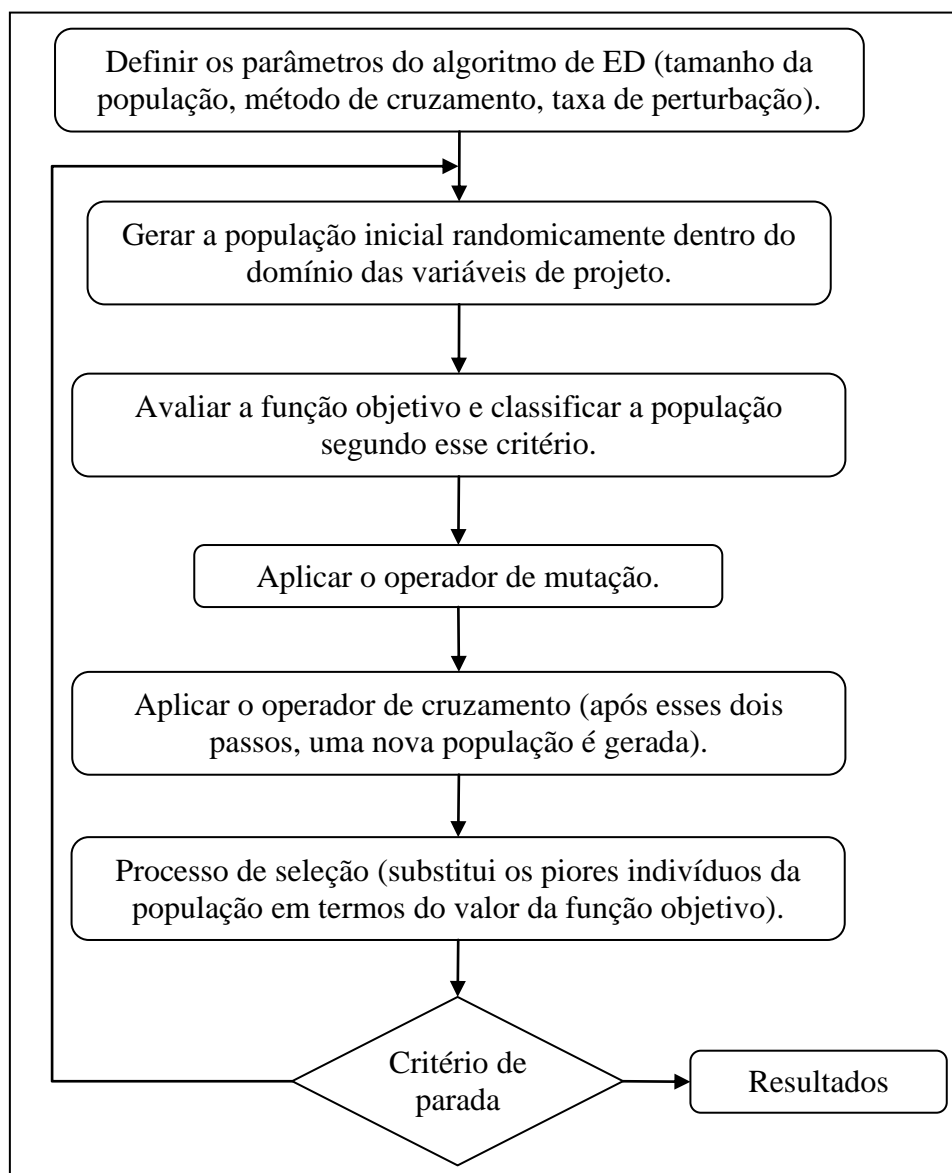 Definir os parâmetros do algoritmo de ED (tamanho da
população, método de cruzamento, taxa de perturbação).
Gerar a população inicial randomicamente dentro do
domínio das variáveis de projeto.
Avaliar a função objetivo e classificar a população
segundo esse critério.
Aplicar o operador de mutação.
Aplicar o operador de cruzamento (após esses dois
passos, uma nova população é gerada).
Processo de seleção (substitui os piores indivíduos da
população em termos do valor da função objetivo).
Critério de
parada
Resultados